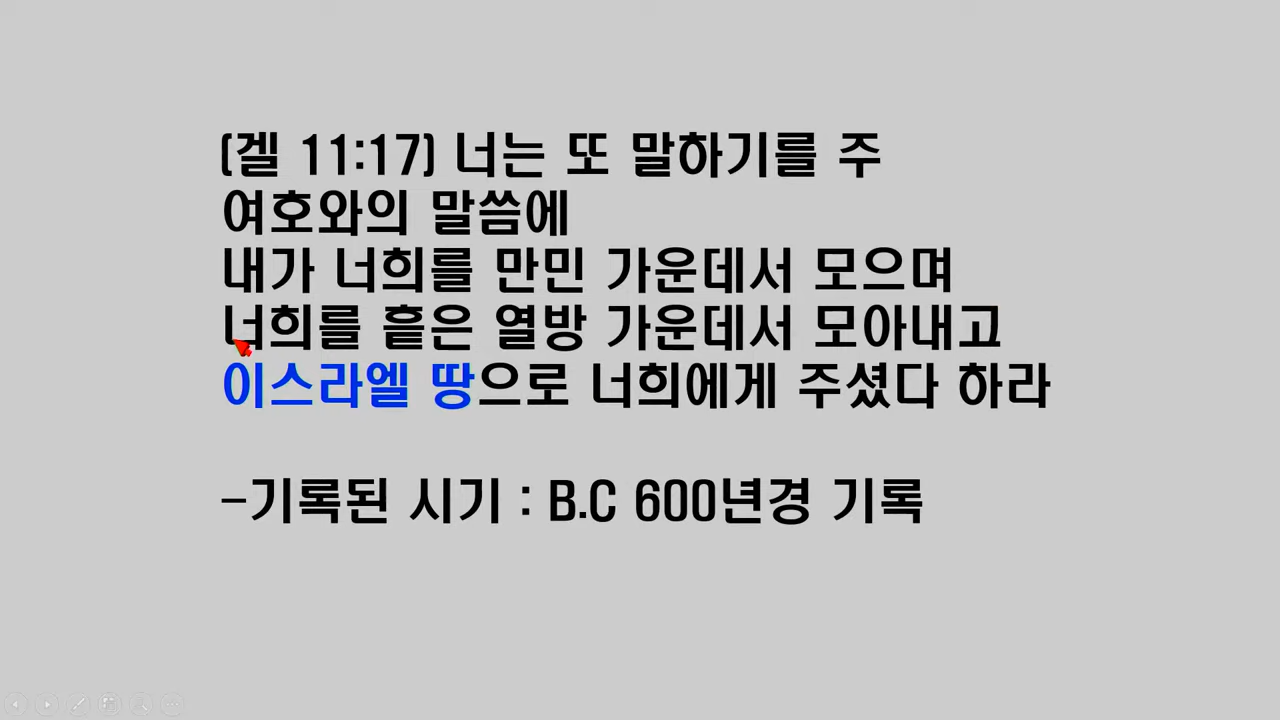 (겔 11:17) 너는 또 말하기를 주
여호와의 말씀에
내가 너희를 만민 가운데서 모으며
너희를 흩은 열방 가운데서 모아내고
이스라엘 땅으로 너희에게 주셨다 하라
-기록된 시기 : B.C 600년경 기록